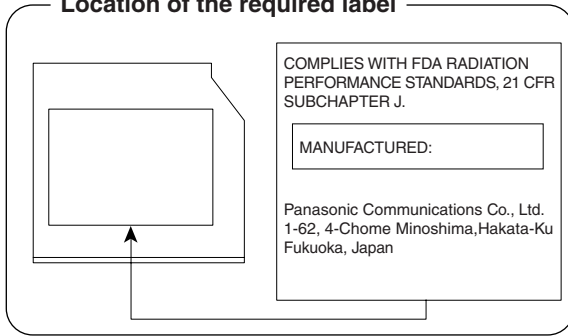 Location of the required label
COMPLIES WITH FDA RADIATION
PERFORMANCE STANDARDS, 21 CFR
SUBCHAPTER J.
MANUFACTURED:
Panasonic Communications Co., Ltd.
1-62, 4-Chome Minoshima,Hakata-Ku
Fukuoka, Japan